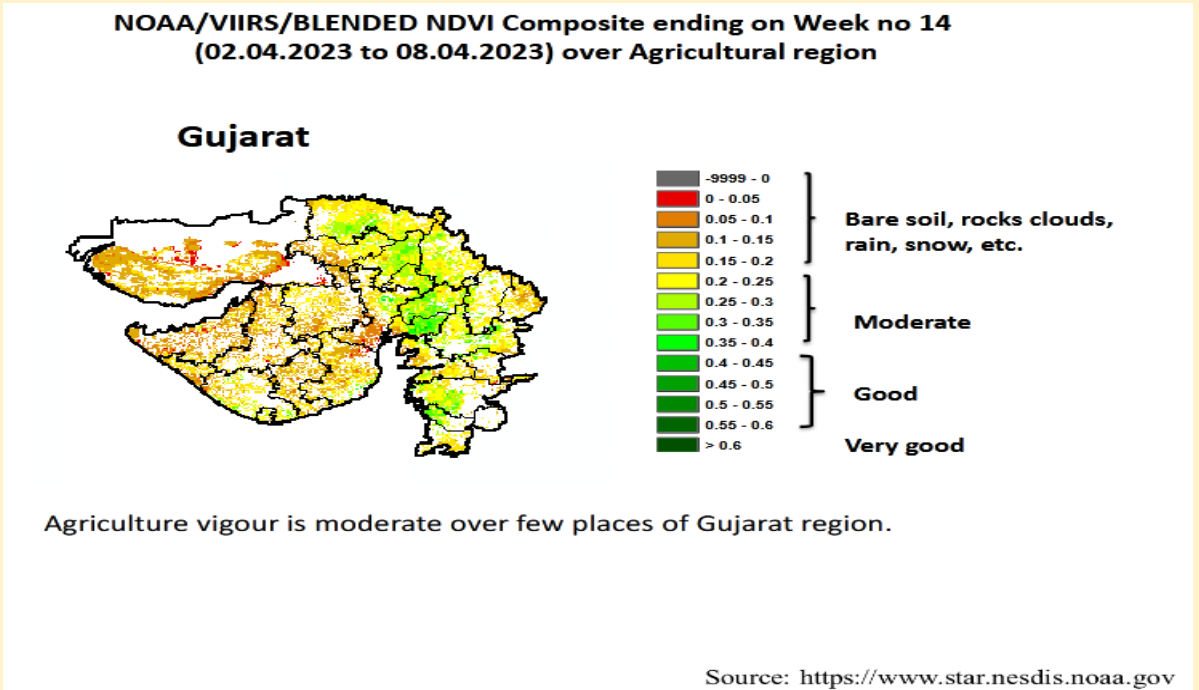 NOAA/VIIRS/BLENDED NDVI Composite ending on Week no 14
(02.04.2023 to 08.04.2023) over Agricultural region
Gujarat
-9999 - 0
0 - 0.05
0.05 - 0.1
0.1 - 0.15
0.15 - 0.2
0.2 - 0.25
0.25 - 0.3
0.3 - 0.35
0.35 - 0.4
0.4 - 0.45
0.45 - 0.5
0.5 - 0.55
0.55 - 0.6
> 0.6
Bare soil, rocks clouds,
rain, snow, etc.
Moderate
Good
Very good
Agriculture vigour is moderate over few places of Gujarat region.
Source: https://www.star.nesdis.noaa.gov